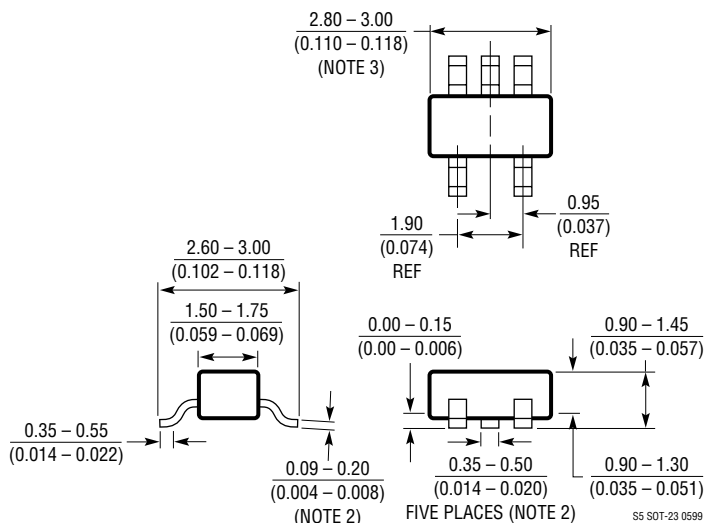 2.80 – 3.00
(0.110 – 0.118)
(NOTE 3)
1.90
(0.074)
REF
0.95
(0.037)
REF
2.60 – 3.00
(0.102 – 0.118)
1.50 – 1.75
(0.059 – 0.069)
0.35 – 0.55
(0.014 – 0.022)
0.09 – 0.20
(0.004 – 0.008)
(NOTE 2)
0.00 – 0.15
(0.00 – 0.006)
0.90 – 1.45
(0.035 – 0.057)
0.35 – 0.50
(0.014 – 0.020)
FIVE PLACES (NOTE 2)
0.90 – 1.30
(0.035 – 0.051)
S5 SOT-23 0599